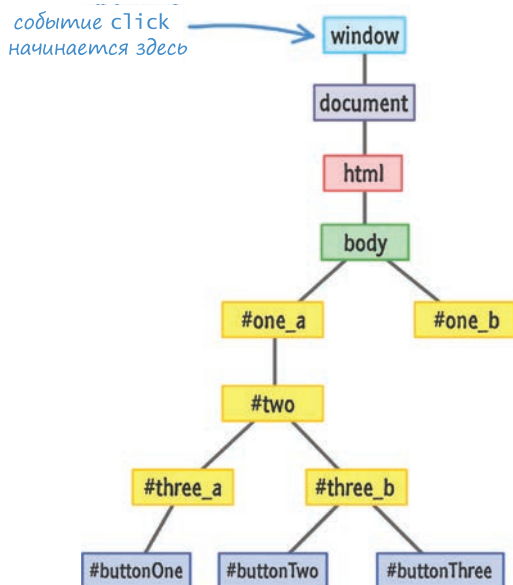 событие click
начинается здесь
window
document
html
body
#one_a
#one_b
#two
#three_a
#three_b
#buttonOne
#buttonTwo
#buttonThree